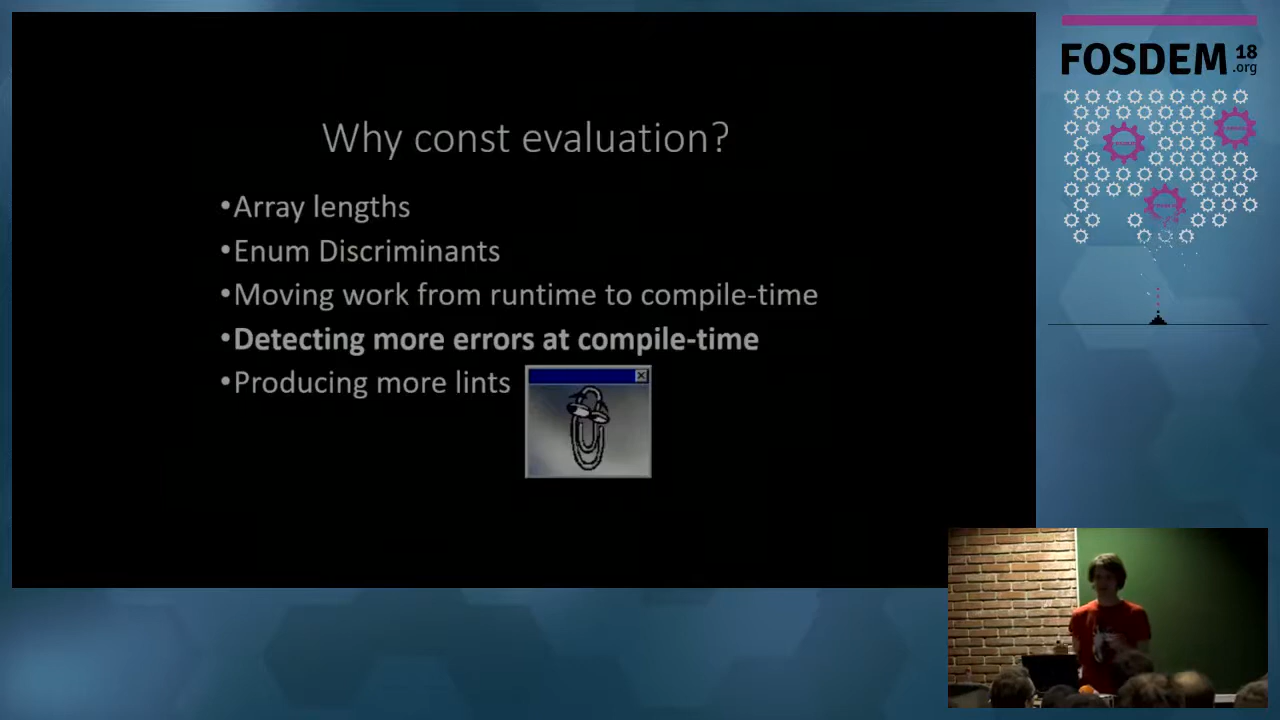 Why const evaluation?
•Array lengths
•Enum Discriminants
•Moving work from runtime to compile-time
•Detecting more errors at compile-time
•Producing more lints
FOSDEM 18
.org